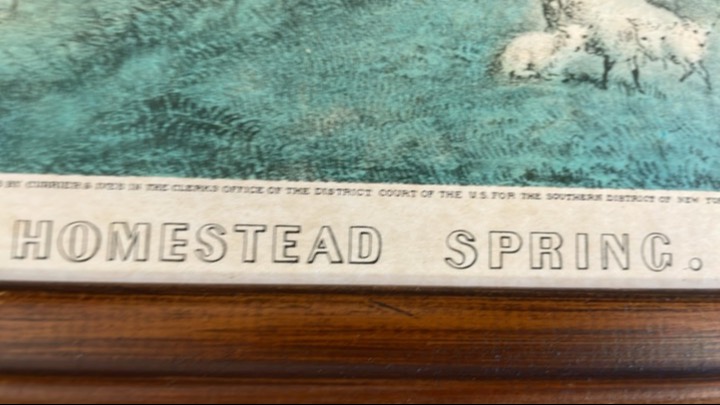 BY CURRIER & IVES IN THE CLERKS OFFICE OF THE DISTRICT COURT OF THE U.S. FOR THE SOUTHERN DISTRICT OF NEW
HOMESTEAD SPRING.